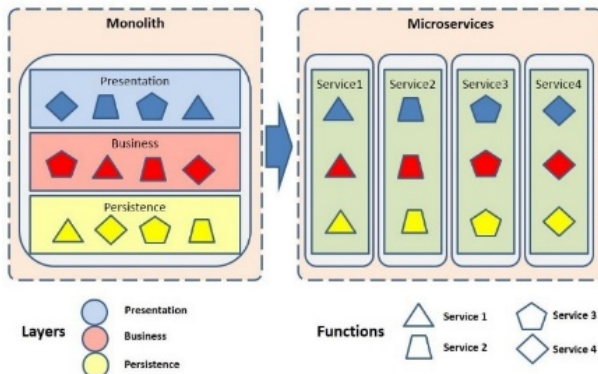 Monolith
Presentation
Business
Persistence
Microservices
Service1
Service2
Service3
Service4
Layers
Presentation
Business
Persistence
Functions
Service 1
Service 2
Service 3
Service 4